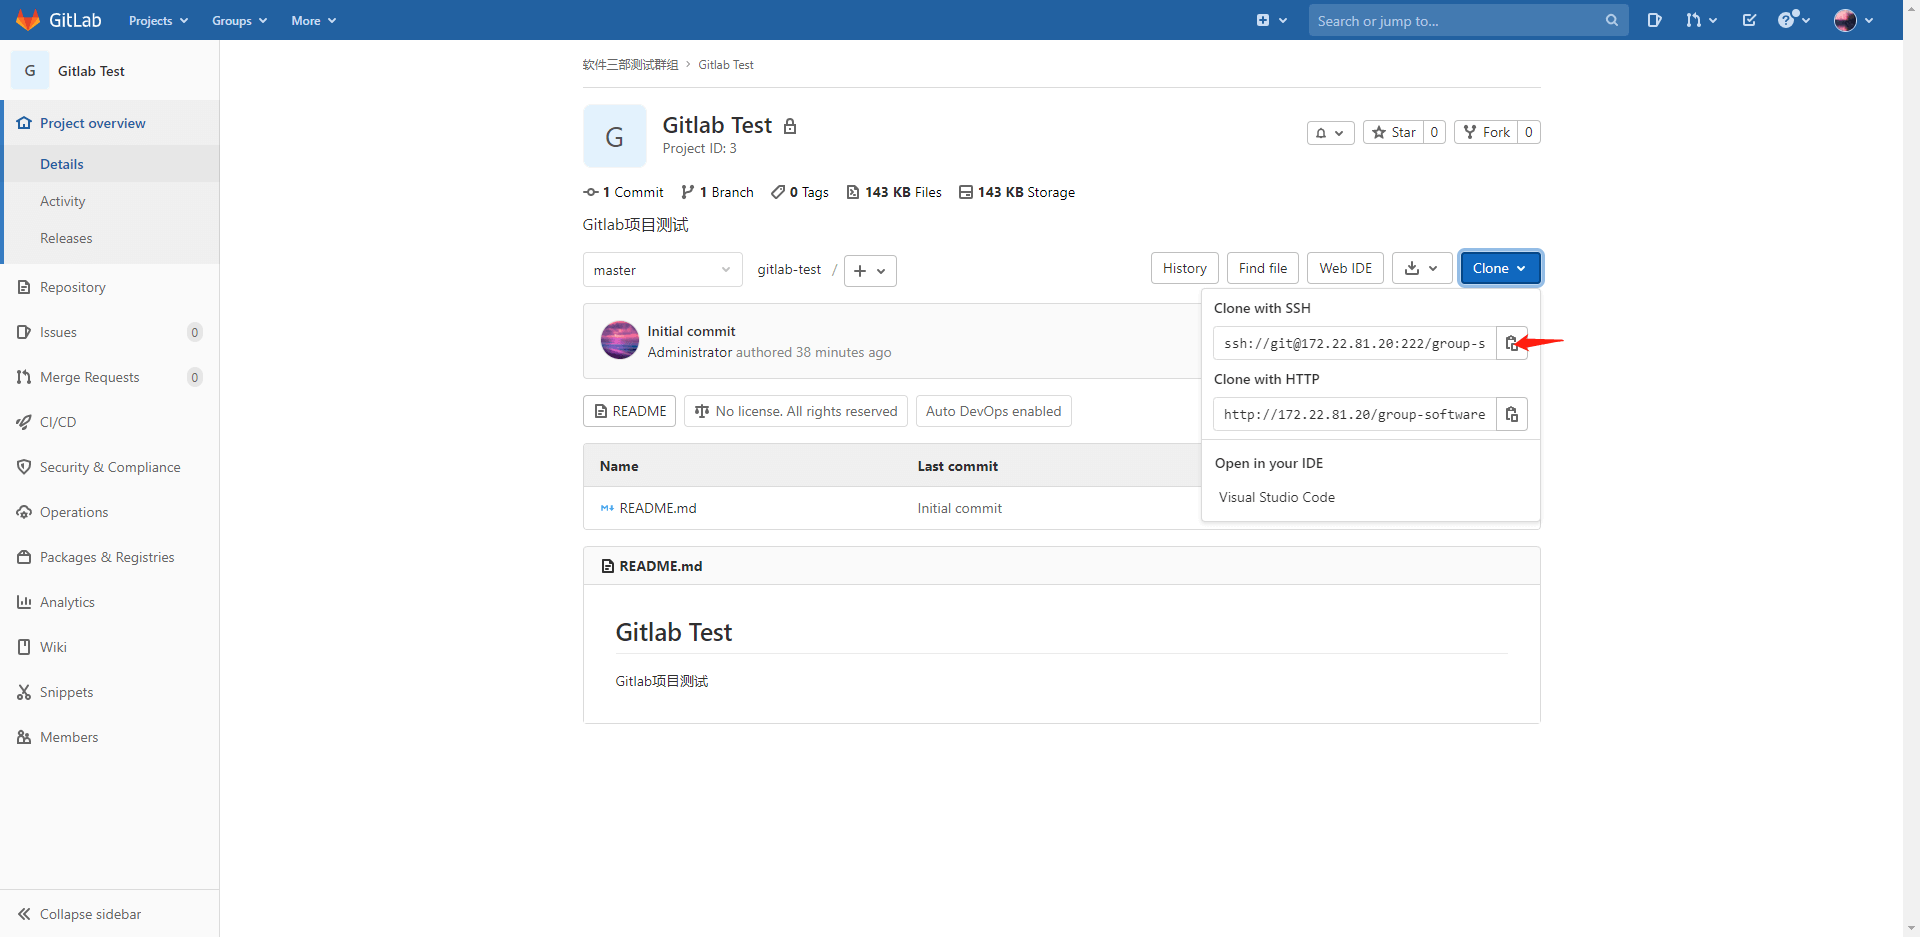 GitLab Projects Groups More Search or jump to...
G Gitlab Test
Project overview
Details
Activity
Releases
Repository
Issues 0
Merge Requests 0
CI/CD
Security & Compliance
Operations
Packages & Registries
Analytics
Wiki
Snippets
Members
Collapse sidebar
软件三部测试群组 › Gitlab Test
G
Gitlab Test
Project ID: 3
Star 0 Fork 0
1 Commit 1 Branch 0 Tags 143 KB Files 143 KB Storage
Gitlab项目测试
master gitlab-test / + History Find file Web IDE Clone
Initial commit
Administrator authored 38 minutes ago
Clone with SSH
ssh://git@172.22.81.20:222/group-s
Clone with HTTP
http://172.22.81.20/group-software
Open in your IDE
Visual Studio Code
README No license. All rights reserved Auto DevOps enabled
Name Last commit
README.md Initial commit
README.md
Gitlab Test
Gitlab项目测试